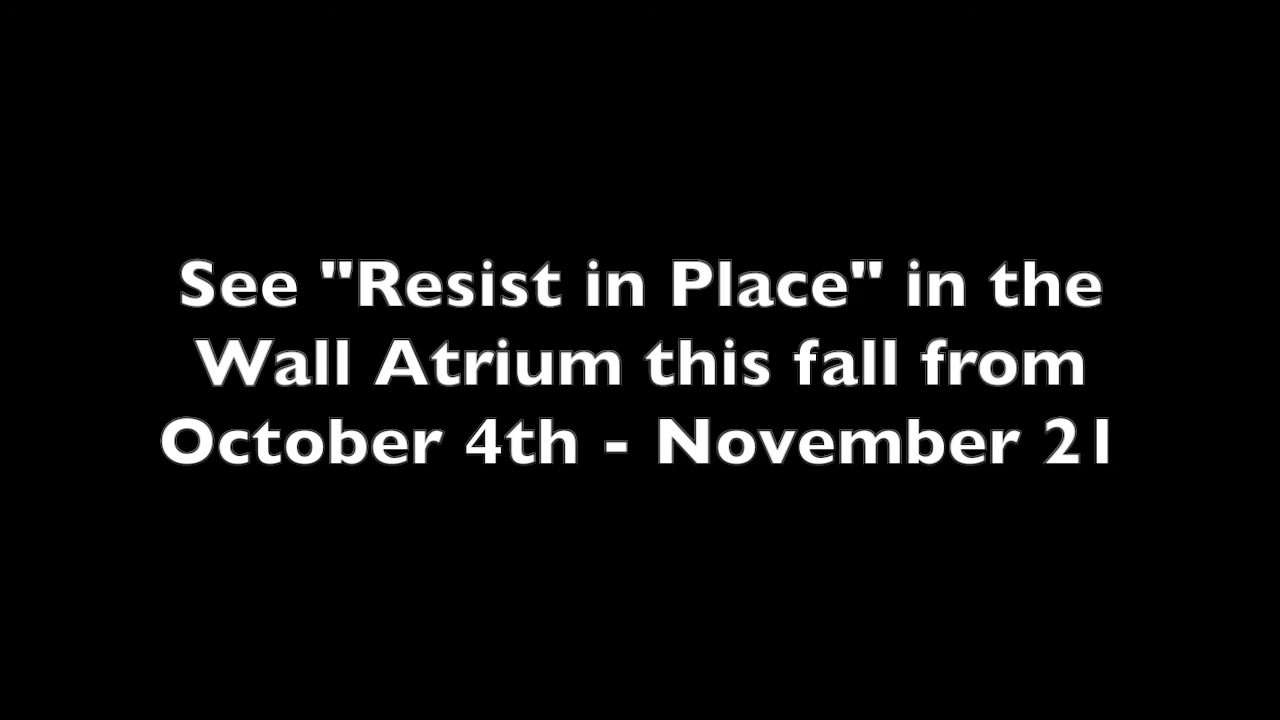 See "Resist in Place" in the
Wall Atrium this fall from
October 4th - November 21